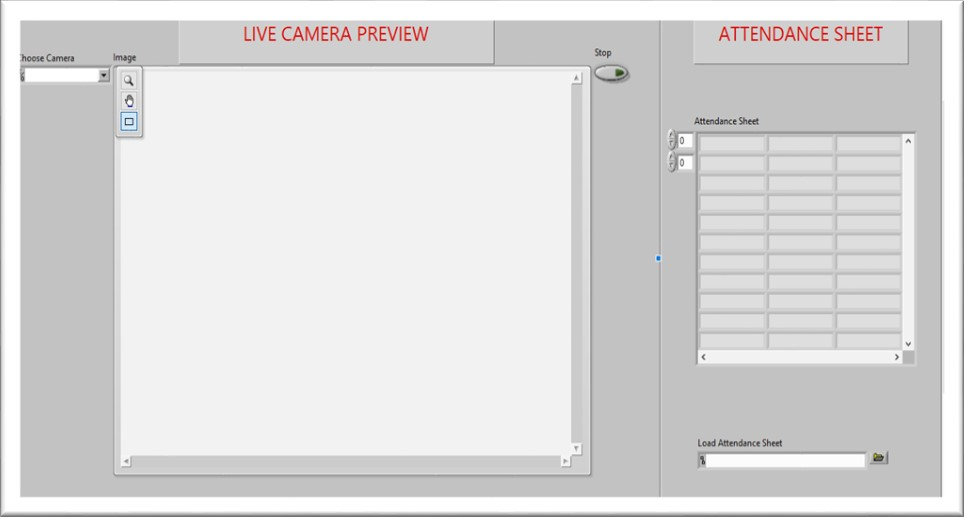 LIVE CAMERA PREVIEW
ATTENDANCE SHEET
Choose Camera
Image
Stop
Attendance Sheet
0
0
Load Attendance Sheet